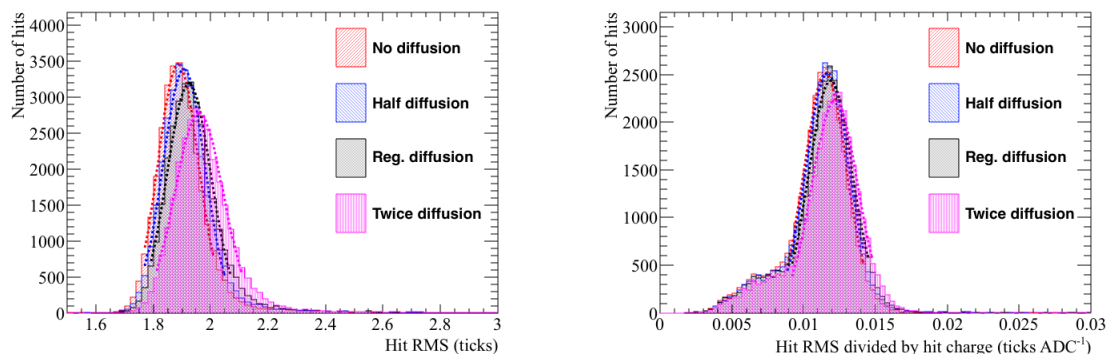 Number of hits
4000
3500
3000
2500
2000
1500
1000
500
0
No diffusion
Half diffusion
Reg. diffusion
Twice diffusion
1.6 1.8 2 2.2 2.4 2.6 2.8 3
Hit RMS (ticks)
Number of hits
3000
2500
2000
1500
1000
500
0
No diffusion
Half diffusion
Reg. diffusion
Twice diffusion
0 0.005 0.01 0.015 0.02 0.025 0.03
Hit RMS divided by hit charge (ticks ADC⁻¹)